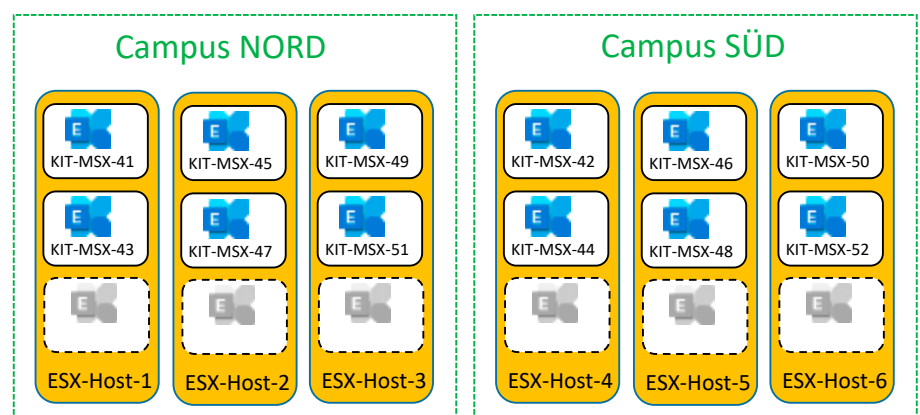 Campus NORD
KIT-MSX-41
KIT-MSX-45
KIT-MSX-49
KIT-MSX-43
KIT-MSX-47
KIT-MSX-51
ESX-Host-1
ESX-Host-2
ESX-Host-3
Campus SÜD
KIT-MSX-42
KIT-MSX-46
KIT-MSX-50
KIT-MSX-44
KIT-MSX-48
KIT-MSX-52
ESX-Host-4
ESX-Host-5
ESX-Host-6